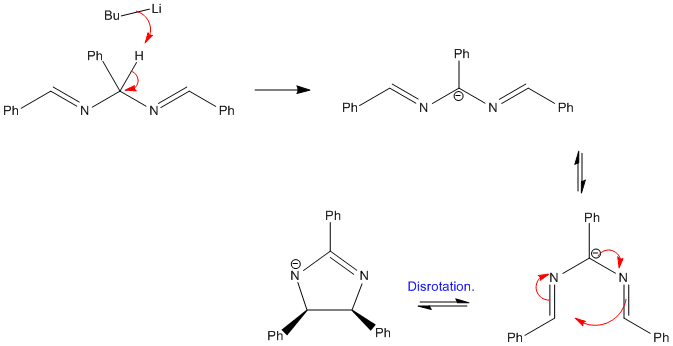 Bu Li
Ph H Ph
Ph N N Ph Ph N ⊖ N Ph
Ph Ph
⊖ N N Disrotation. N ⊖ N
Ph Ph Ph Ph